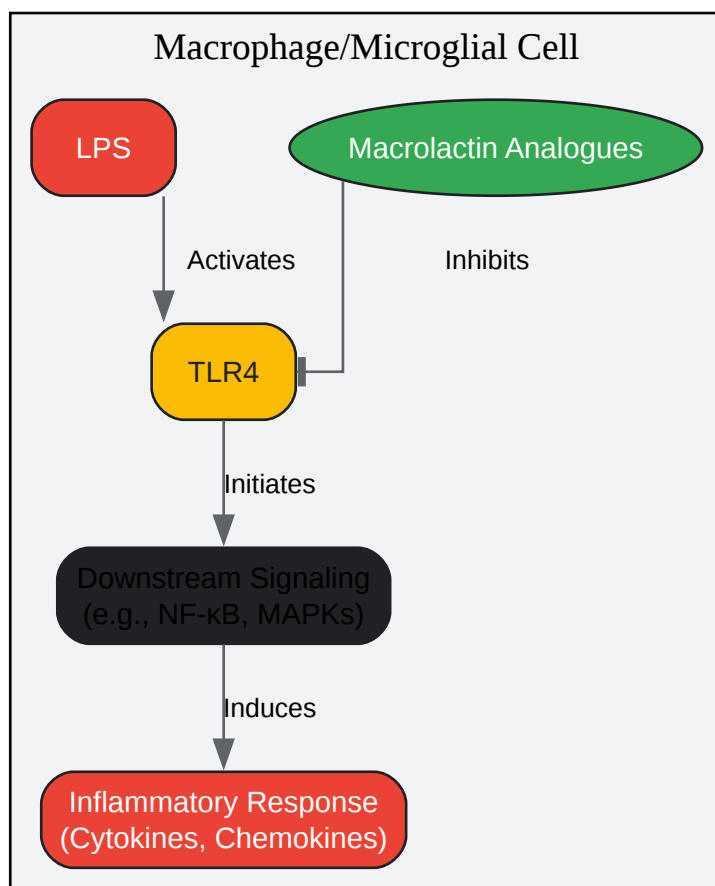 Macrophage/Microglial Cell
LPS
Macrolactin Analogues
Activates
Inhibits
TLR4
Initiates
Downstream Signaling
(e.g., NF-κB, MAPKs)
Induces
Inflammatory Response
(Cytokines, Chemokines)